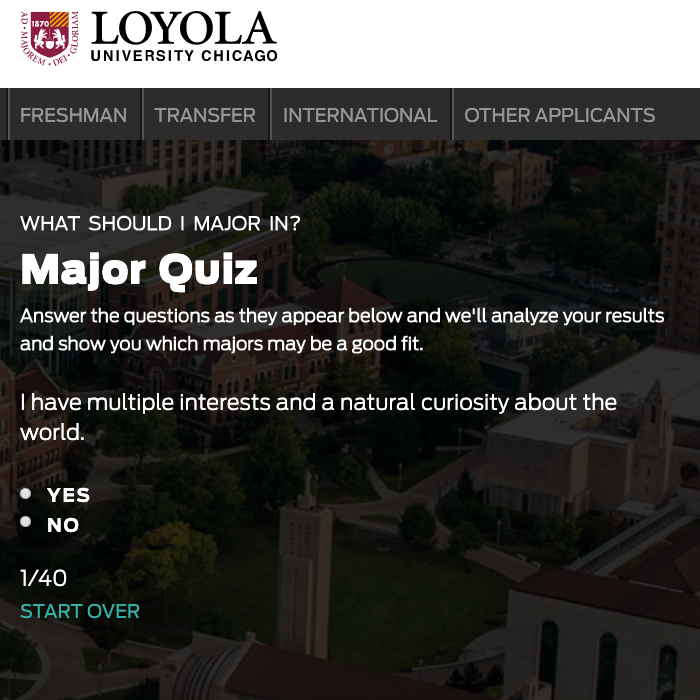 AD • MAJOREM • DEI • GLORIAM
1870
LOYOLA
UNIVERSITY CHICAGO
FRESHMAN
TRANSFER
INTERNATIONAL
OTHER APPLICANTS
WHAT SHOULD I MAJOR IN?
Major Quiz
Answer the questions as they appear below and we'll analyze your results
and show you which majors may be a good fit.
I have multiple interests and a natural curiosity about the
world.
YES
NO
1/40
START OVER